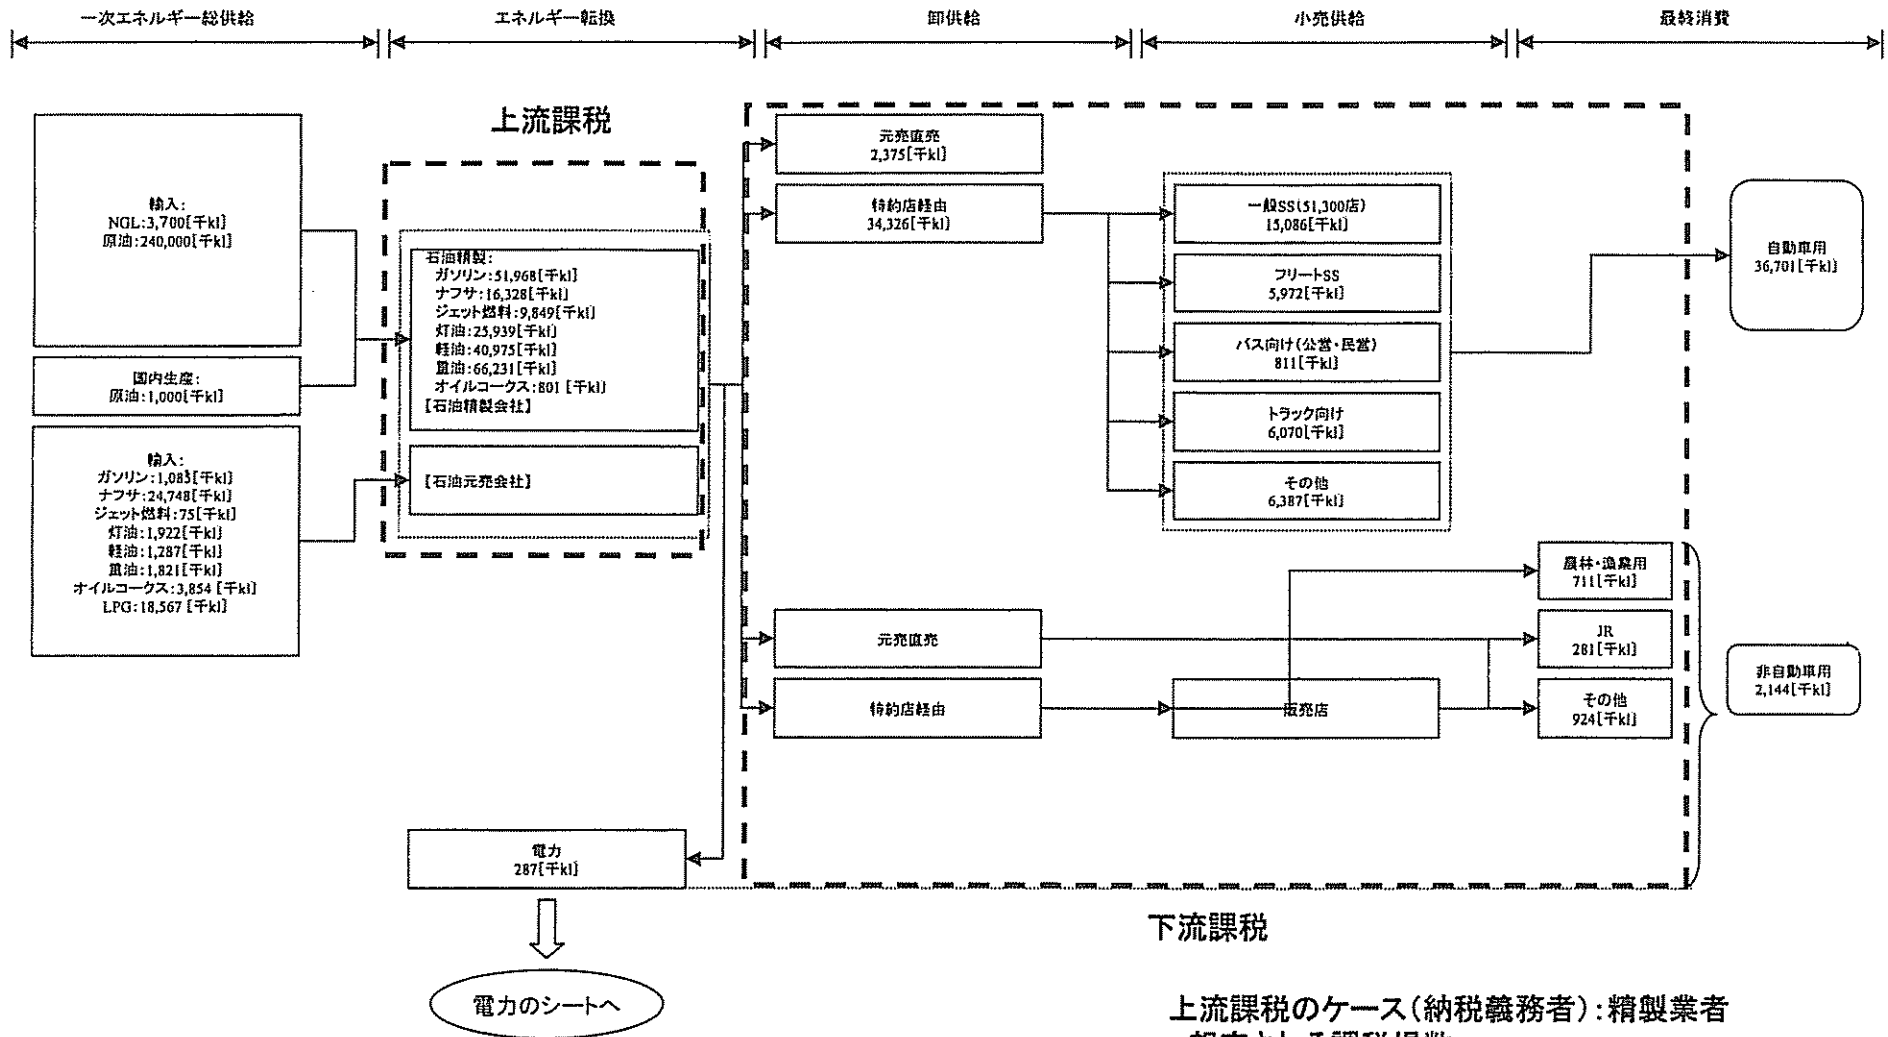 一次エネルギー総供給
エネルギー転換
卸供給
小売供給
最終消費
上流課税
輸入:
NGL:3,700[千kl]
原油:240,000[千kl]
国内生産:
原油:1,000[千kl]
輸入:
ガソリン:1,085[千kl]
ナフサ:24,748[千kl]
ジェット燃料:75[千kl]
灯油:1,922[千kl]
軽油:1,287[千kl]
重油:1,821[千kl]
オイルコークス:3,854 [千kl]
LPG:18,567 [千kl]
石油精製:
ガソリン:51,968[千kl]
ナフサ:16,328[千kl]
ジェット燃料:9,849[千kl]
灯油:25,939[千kl]
軽油:40,975[千kl]
重油:66,231[千kl]
オイルコークス:801 [千kl]
【石油精製会社】
【石油元売会社】
電力
287[千kl]
電力のシートへ
元売直売
2,375[千kl]
特約店経由
34,326[千kl]
一般SS(51,300店)
15,086[千kl]
フリートSS
5,972[千kl]
バス向け(公営・民営)
811[千kl]
トラック向け
6,070[千kl]
その他
6,387[千kl]
自動車用
36,701[千kl]
元売直売
特約店経由
販売店
農林・漁業用
711[千kl]
JR
281[千kl]
その他
924[千kl]
非自動車用
2,144[千kl]
下流課税
上流課税のケース(納税義務者):精製業者